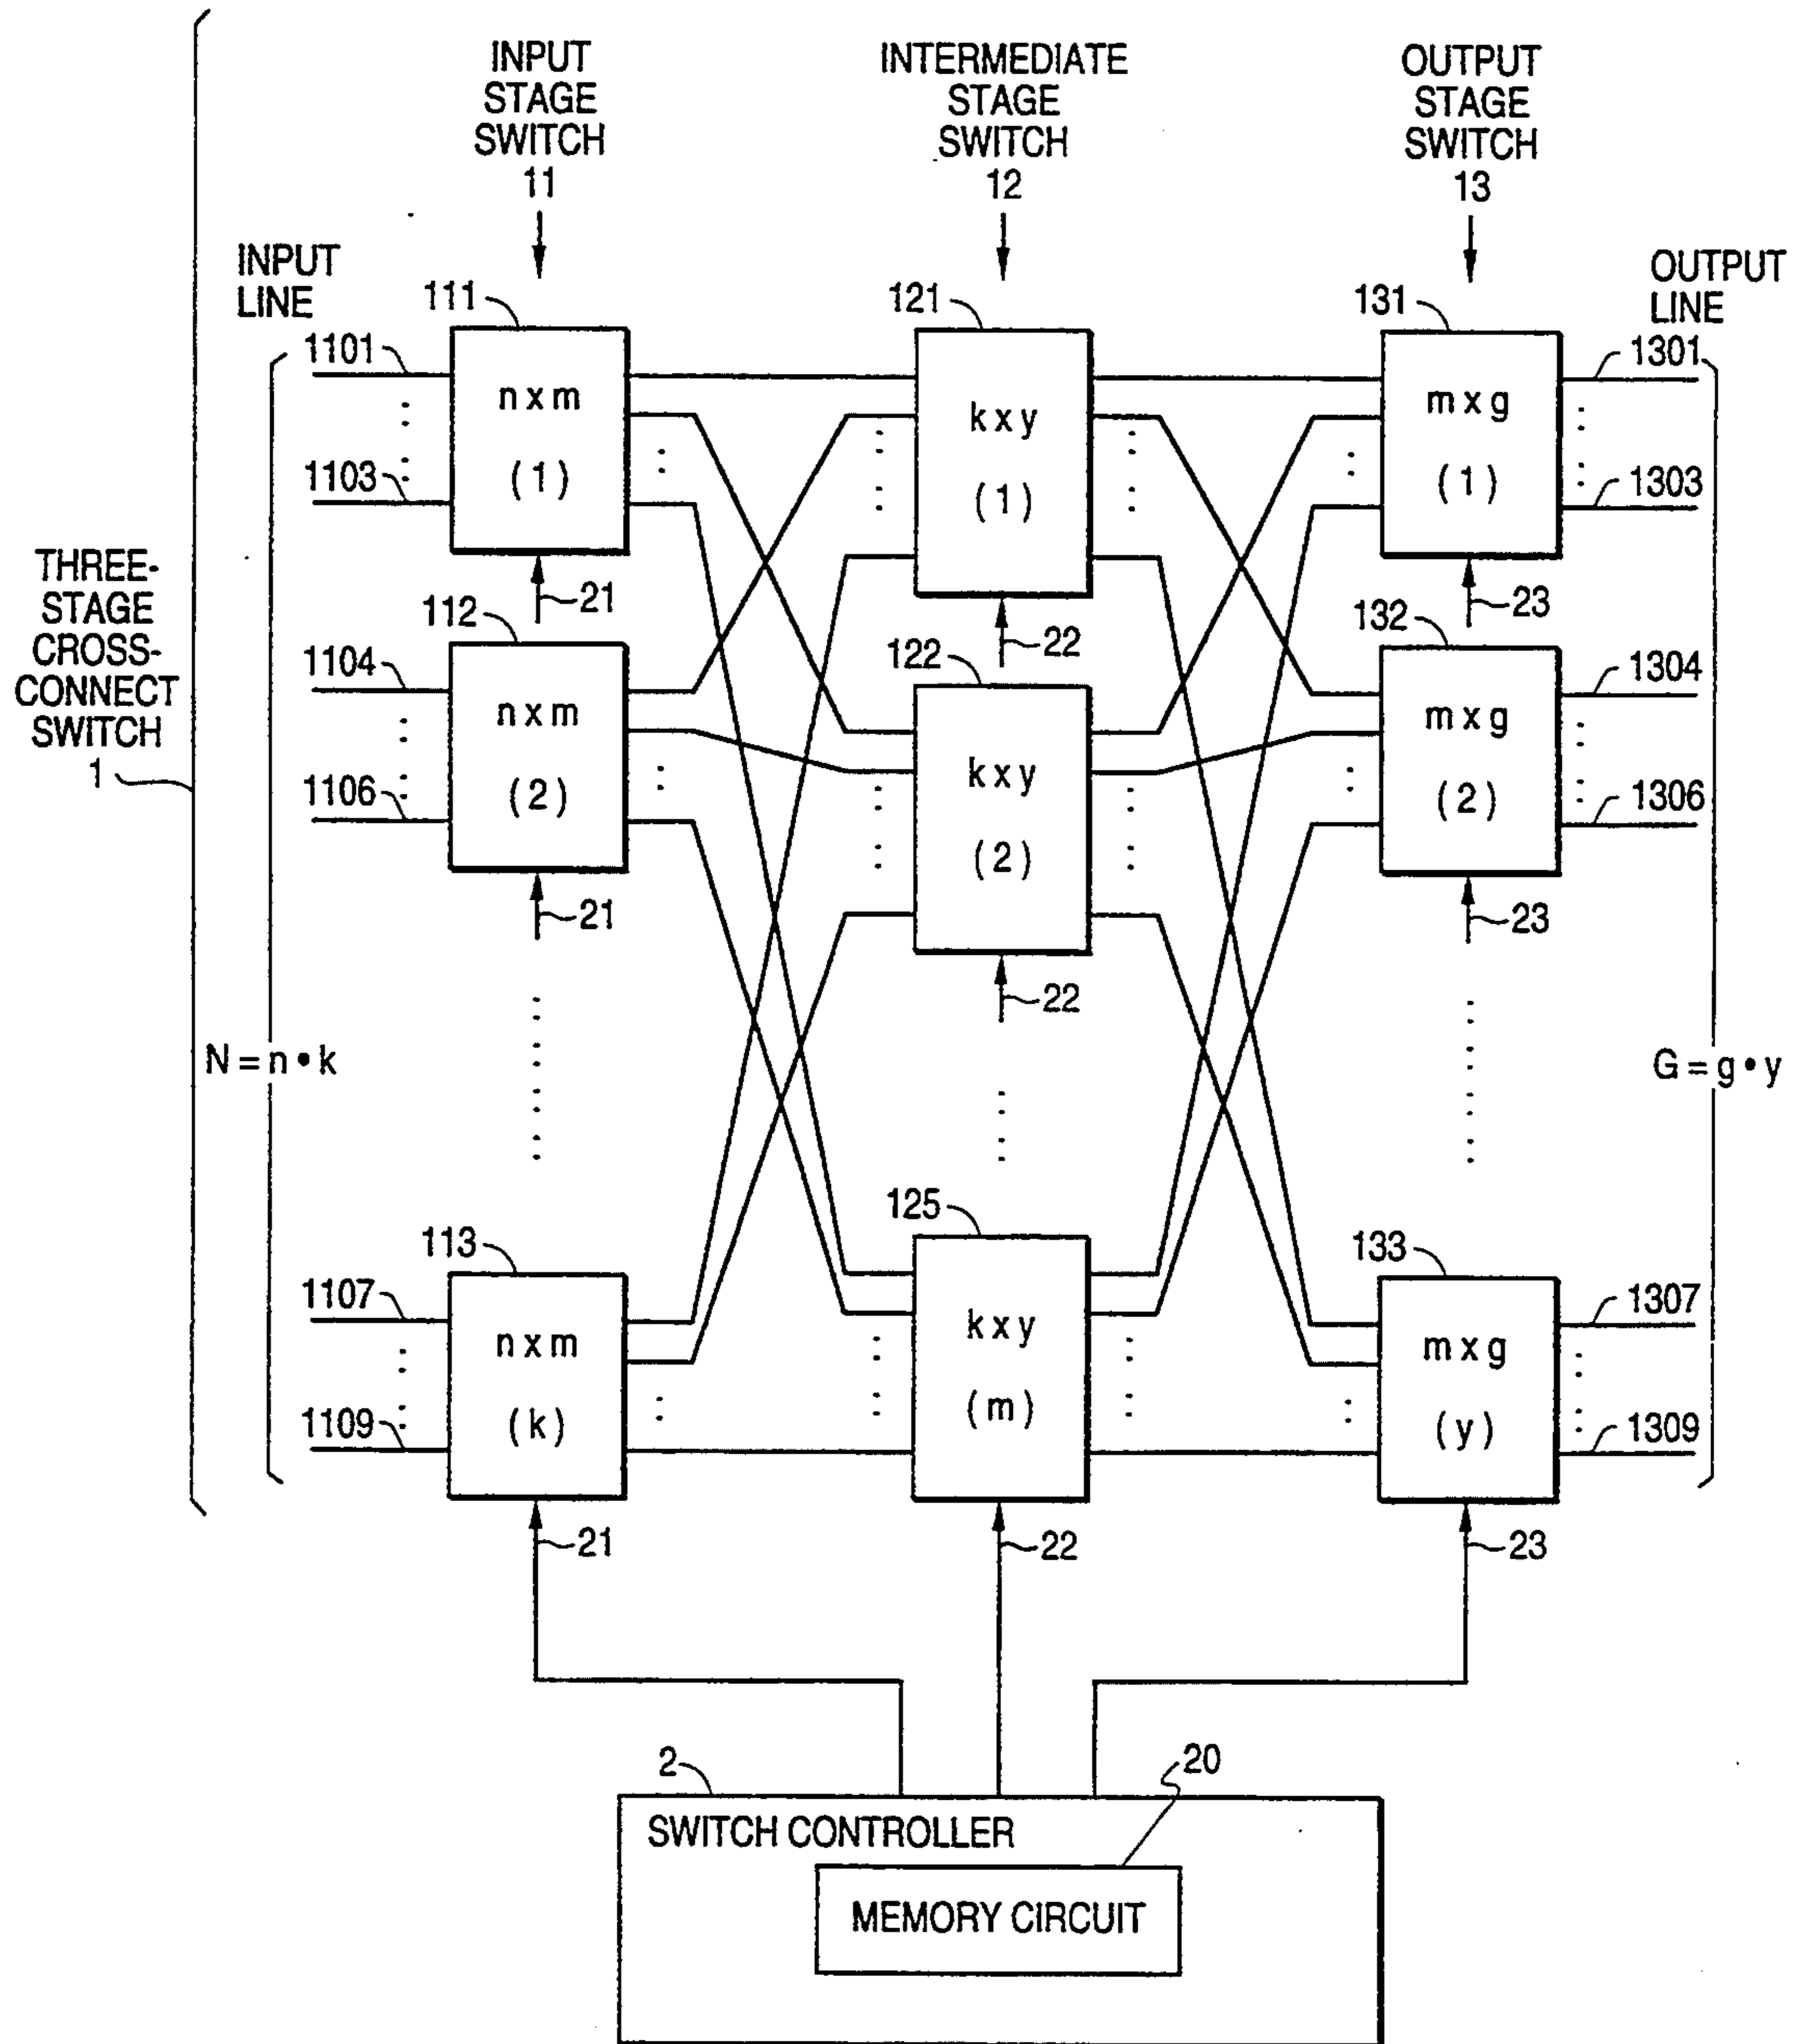 INPUT
STAGE
SWITCH
11
INTERMEDIATE
STAGE
SWITCH
12
OUTPUT
STAGE
SWITCH
13
INPUT
LINE
OUTPUT
LINE
THREE-
STAGE
CROSS-
CONNECT
SWITCH
1
N = n • k
G = g • y
1101
1103
111
n x m
(1)
21
1104
1106
112
n x m
(2)
21
1107
1109
113
n x m
(k)
21
121
k x y
(1)
22
122
k x y
(2)
22
125
k x y
(m)
22
131
m x g
(1)
23
1301
1303
132
m x g
(2)
23
1304
1306
133
m x g
(y)
23
1307
1309
2
20
SWITCH CONTROLLER
MEMORY CIRCUIT